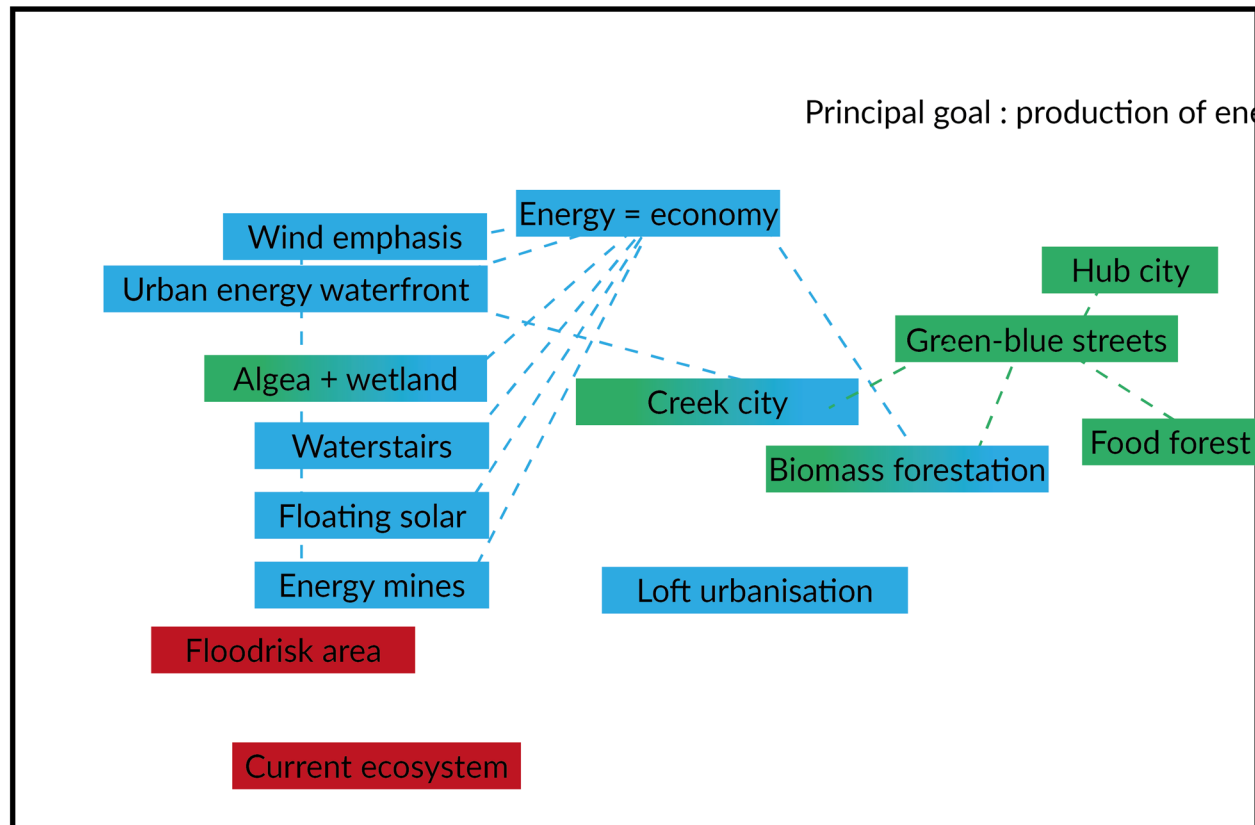 Principal goal : production of ene
Energy = economy
Wind emphasis
Urban energy waterfront
Hub city
Green-blue streets
Algea + wetland
Creek city
Waterstairs
Food forest
Biomass forestation
Floating solar
Energy mines
Loft urbanisation
Floodrisk area
Current ecosystem